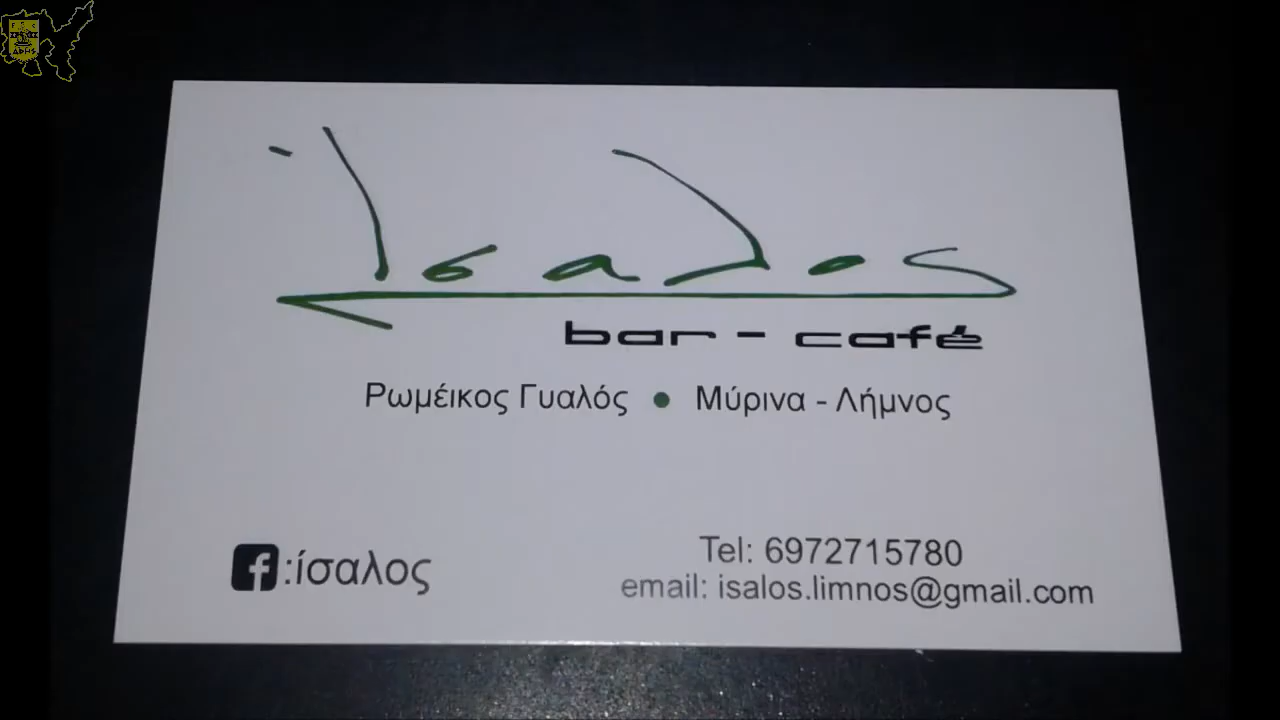 Ίσαλος
bar - café
Ρωμέικος Γυαλός • Μύρινα - Λήμνος
f:ίσαλος
Tel: 6972715780
email: isalos.limnos@gmail.com